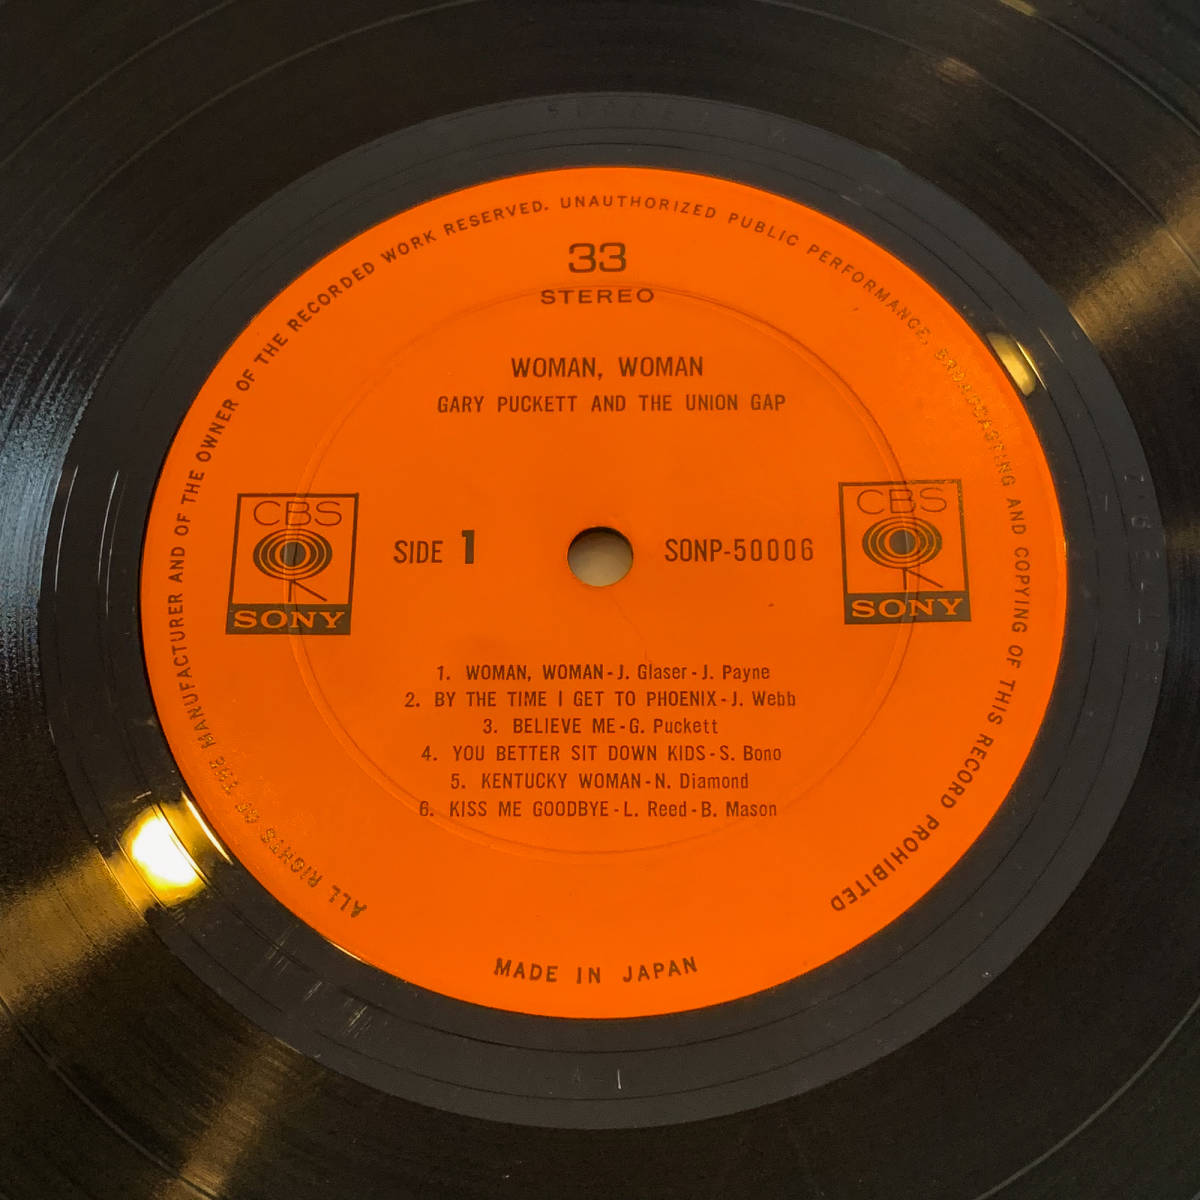 ALL RIGHTS OF THE MANUFACTURER AND OF THE OWNER OF THE RECORDED WORK RESERVED. UNAUTHORIZED PUBLIC PERFORMANCE, BROADCASTING AND COPYING OF THIS RECORD PROHIBITED
33
STEREO
WOMAN, WOMAN
GARY PUCKETT AND THE UNION GAP
CBS
SONY
SIDE 1
SONP-50006
CBS
SONY
1. WOMAN, WOMAN-J. Glaser-J. Payne
2. BY THE TIME I GET TO PHOENIX-J. Webb
3. BELIEVE ME-G. Puckett
4. YOU BETTER SIT DOWN KIDS-S. Bono
5. KENTUCKY WOMAN-N. Diamond
6. KISS ME GOODBYE-L. Reed-B. Mason
MADE IN JAPAN